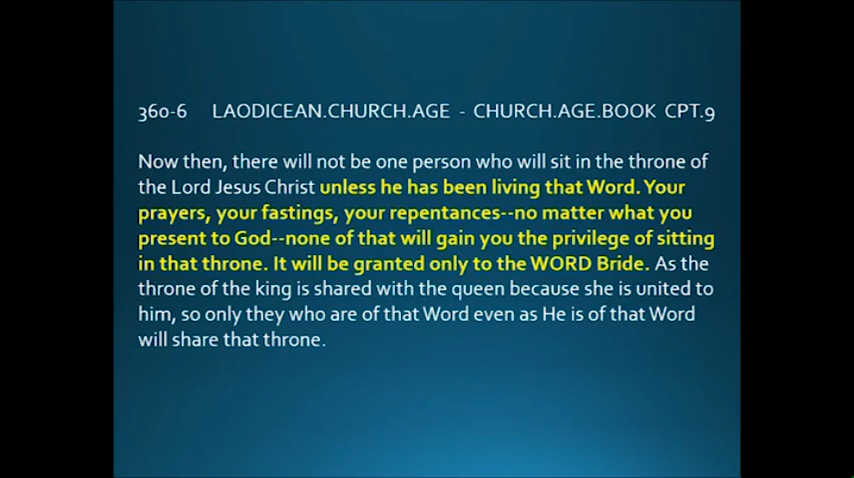 360-6 LAODICEAN.CHURCH.AGE - CHURCH.AGE.BOOK CPT.9
Now then, there will not be one person who will sit in the throne of
the Lord Jesus Christ unless he has been living that Word. Your
prayers, your fastings, your repentances--no matter what you
present to God--none of that will gain you the privilege of sitting
in that throne. It will be granted only to the WORD Bride. As the
throne of the king is shared with the queen because she is united to
him, so only they who are of that Word even as He is of that Word
will share that throne.